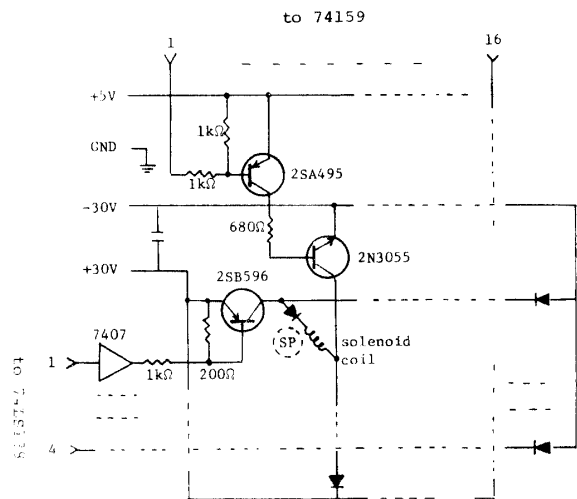 to 74159
1
16
+5V
1kΩ
GND
1kΩ
2SA495
-30V
680Ω
2N3055
+30V
2SB596
7407
SP
solenoid
coil
1
1kΩ
200Ω
to
4